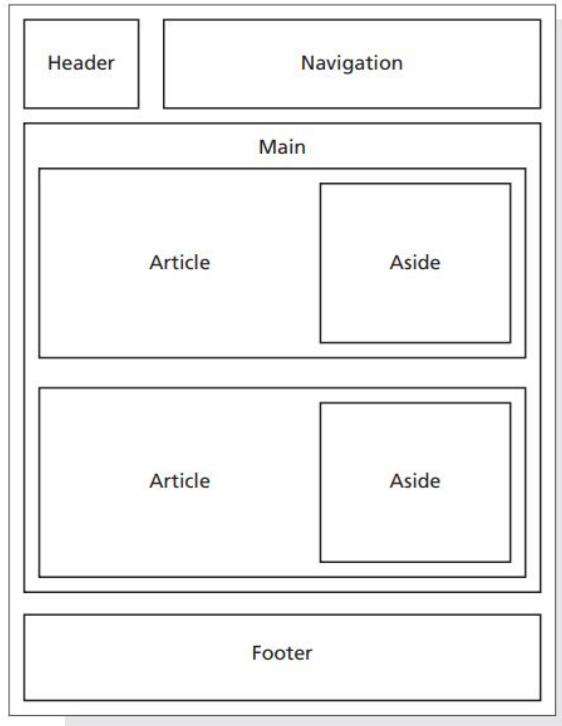 Header
Navigation
Main
Article
Aside
Article
Aside
Footer